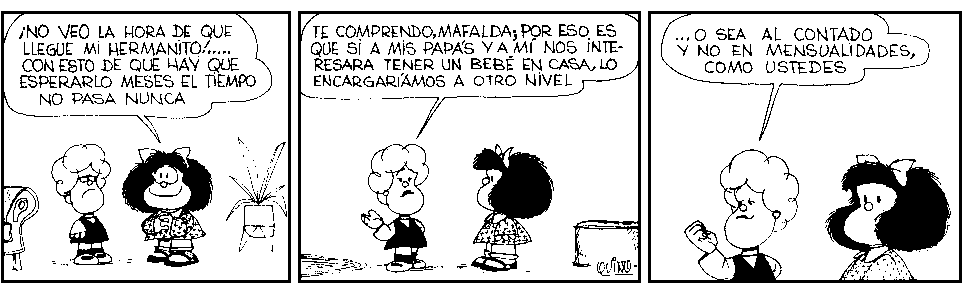 ¡NO VEO LA HORA DE QUE
LLEGUE MI HERMANITO!.....
CON ESTO DE QUE HAY QUE
ESPERARLO MESES EL TIEMPO
NO PASA NUNCA
TE COMPRENDO, MAFALDA; POR ESO, ES
QUE SI A MIS PAPÁS Y A MÍ NOS INTE-
RESARA TENER UN BEBÉ EN CASA, LO
ENCARGARÍAMOS A OTRO NIVEL
QUINO
...O SEA AL CONTADO
Y NO EN MENSUALIDADES,
COMO USTEDES